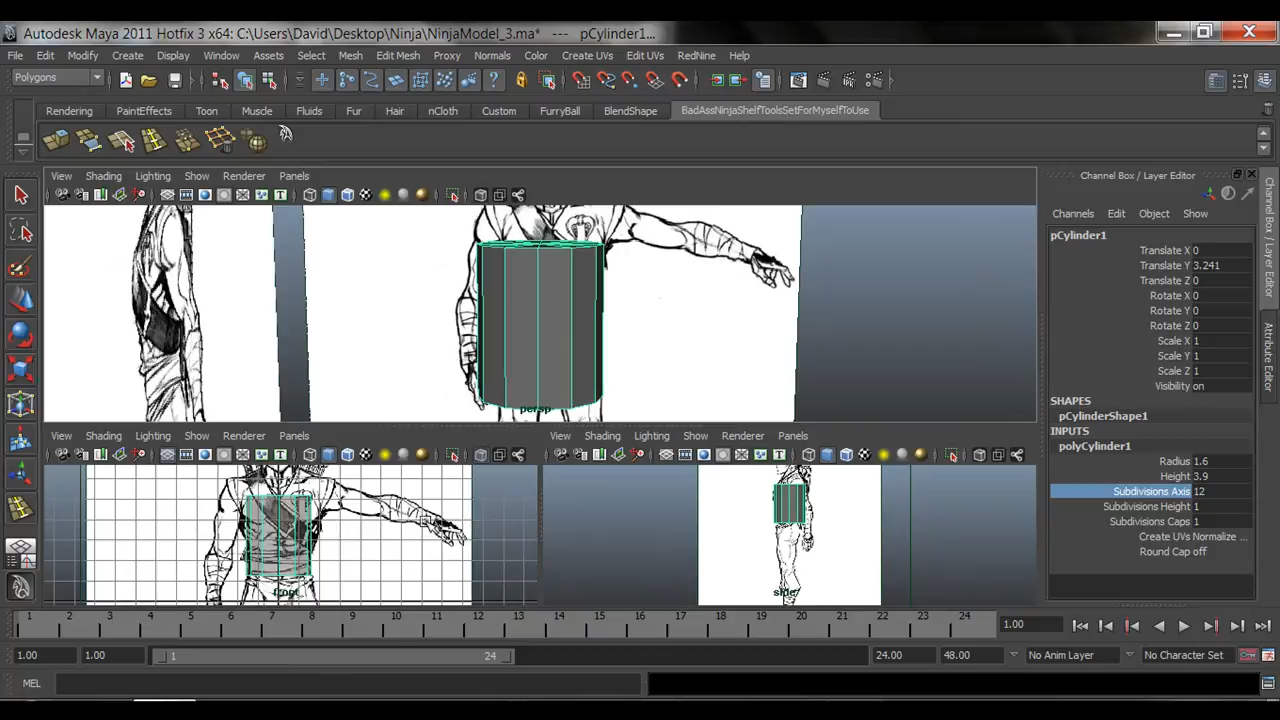 Autodesk Maya 2011 Hotfix 3 x64: C:\Users\David\Desktop\Ninja\NinjaModel_3.ma* --- pCylinder1...
File Edit Modify Create Display Window Assets Select Mesh Edit Mesh Proxy Normals Color Create UVs Edit UVs RedNine Help
Polygons
Rendering PaintEffects Toon Muscle Fluids Fur Hair nCloth Custom FurryBall BlendShape BadAssNinjaShelfToolsSetForMyselfToUse
View Shading Lighting Show Renderer Panels
persp
View Shading Lighting Show Renderer Panels
front
View Shading Lighting Show Renderer Panels
side
Channel Box / Layer Editor
Channels Edit Object Show
pCylinder1
Translate X 0
Translate Y 3.241
Translate Z 0
Rotate X 0
Rotate Y 0
Rotate Z 0
Scale X 1
Scale Y 1
Scale Z 1
Visibility on
SHAPES
pCylinderShape1
INPUTS
polyCylinder1
Radius 1.6
Height 3.9
Subdivisions Axis 12
Subdivisions Height 1
Subdivisions Caps 1
Create UVs Normalize ...
Round Cap off
Channel Box / Layer Editor
Attribute Editor
1 2 3 4 5 6 7 8 9 10 11 12 13 14 15 16 17 18 19 20 21 22 23 24
1.00
1.00 1.00 1 24 24.00 48.00 No Anim Layer No Character Set
MEL